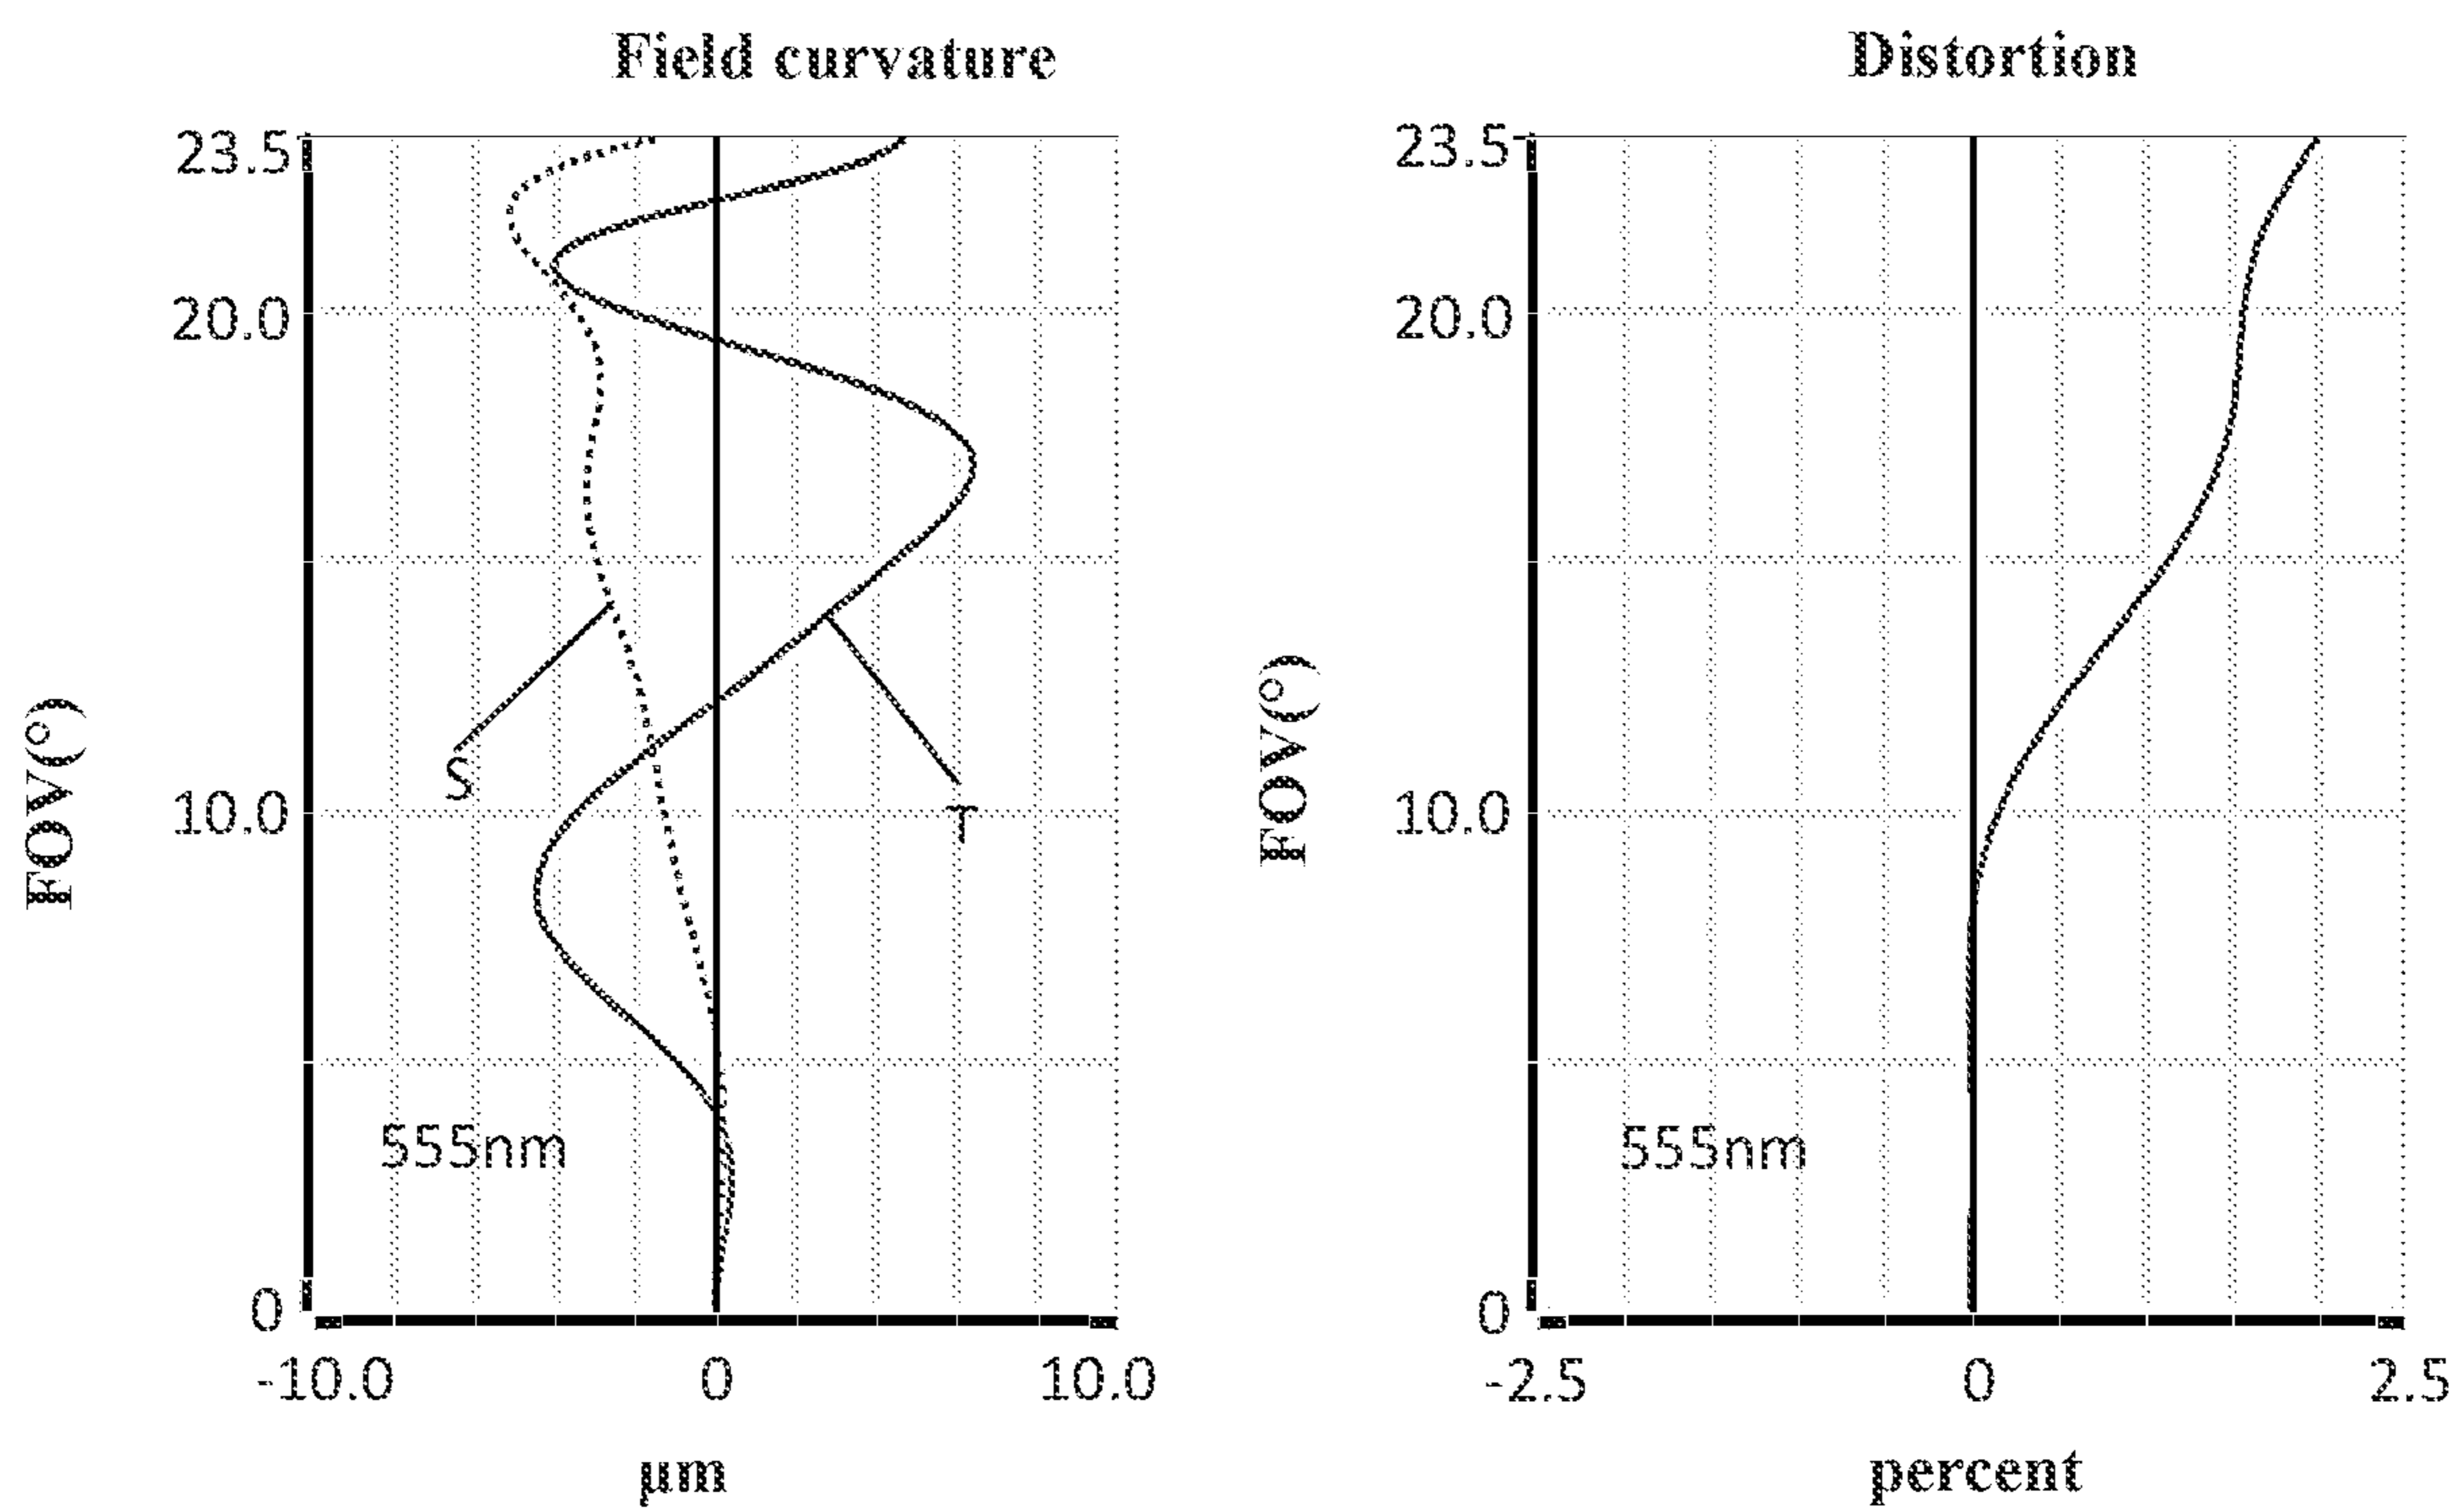 Field curvature
23.5
20.0
10.0
0
FOV(°)
S
T
555nm
-10.0 0 10.0
µm
Distortion
23.5
20.0
10.0
0
FOV(°)
555nm
-2.5 0 2.5
percent